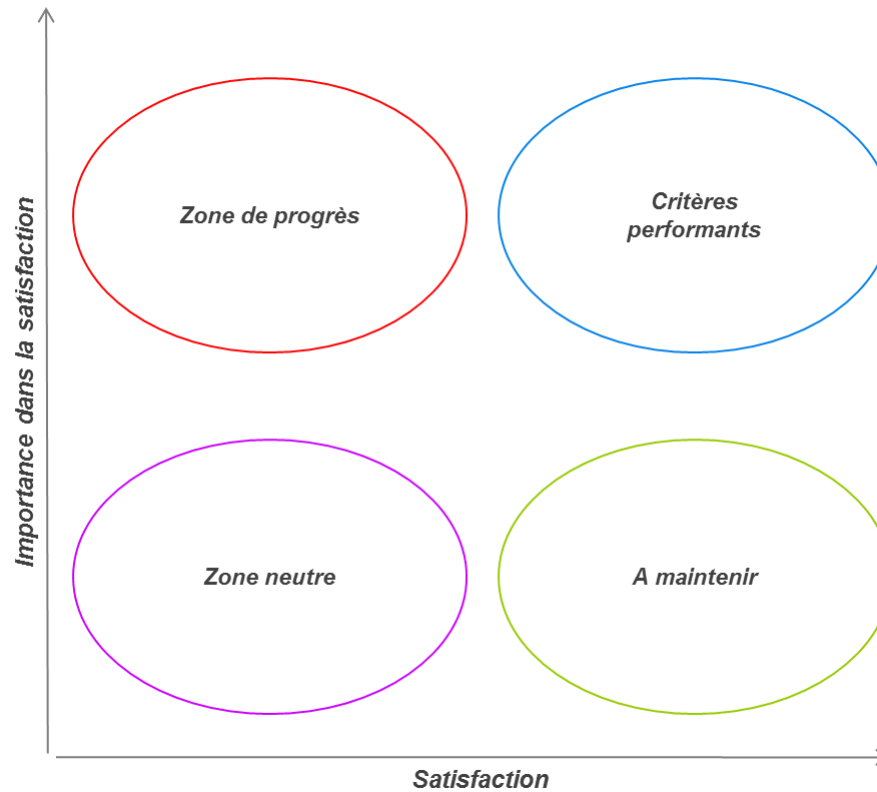 Importance dans la satisfaction
Zone de progrès
Critères
performants
Zone neutre
A maintenir
Satisfaction